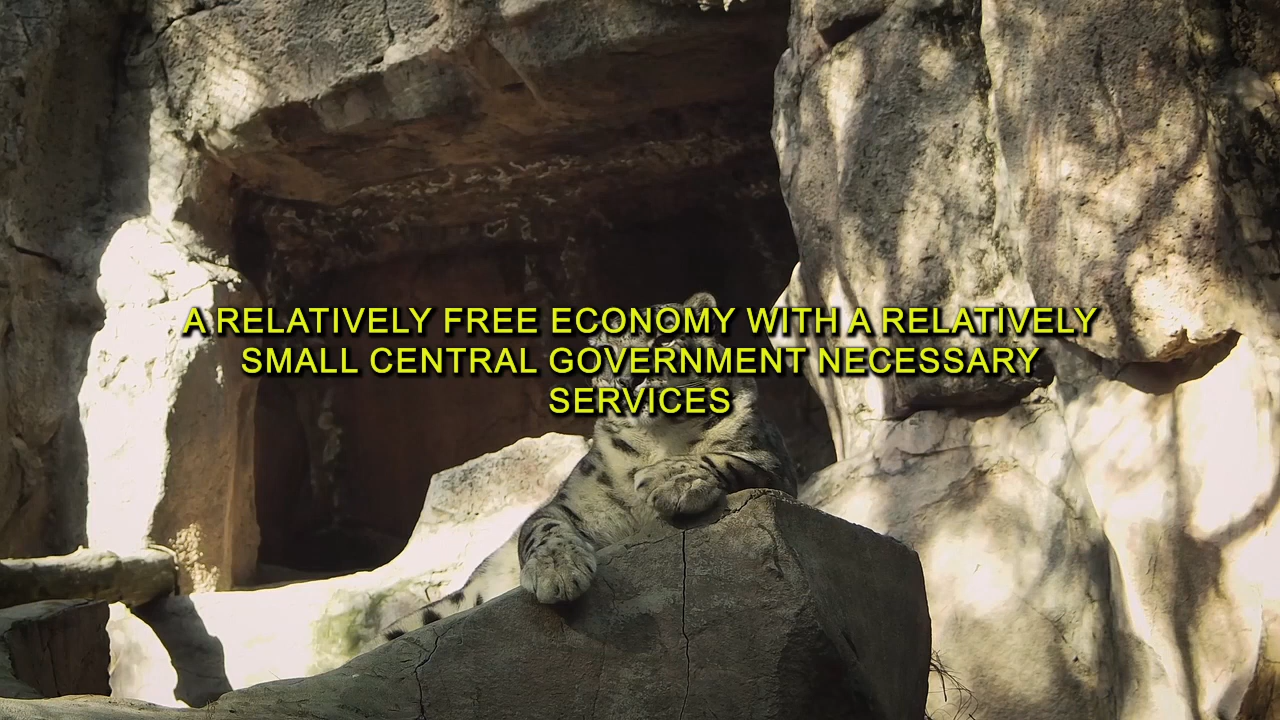 A RELATIVELY FREE ECONOMY WITH A RELATIVELY
SMALL CENTRAL GOVERNMENT NECESSARY
SERVICES